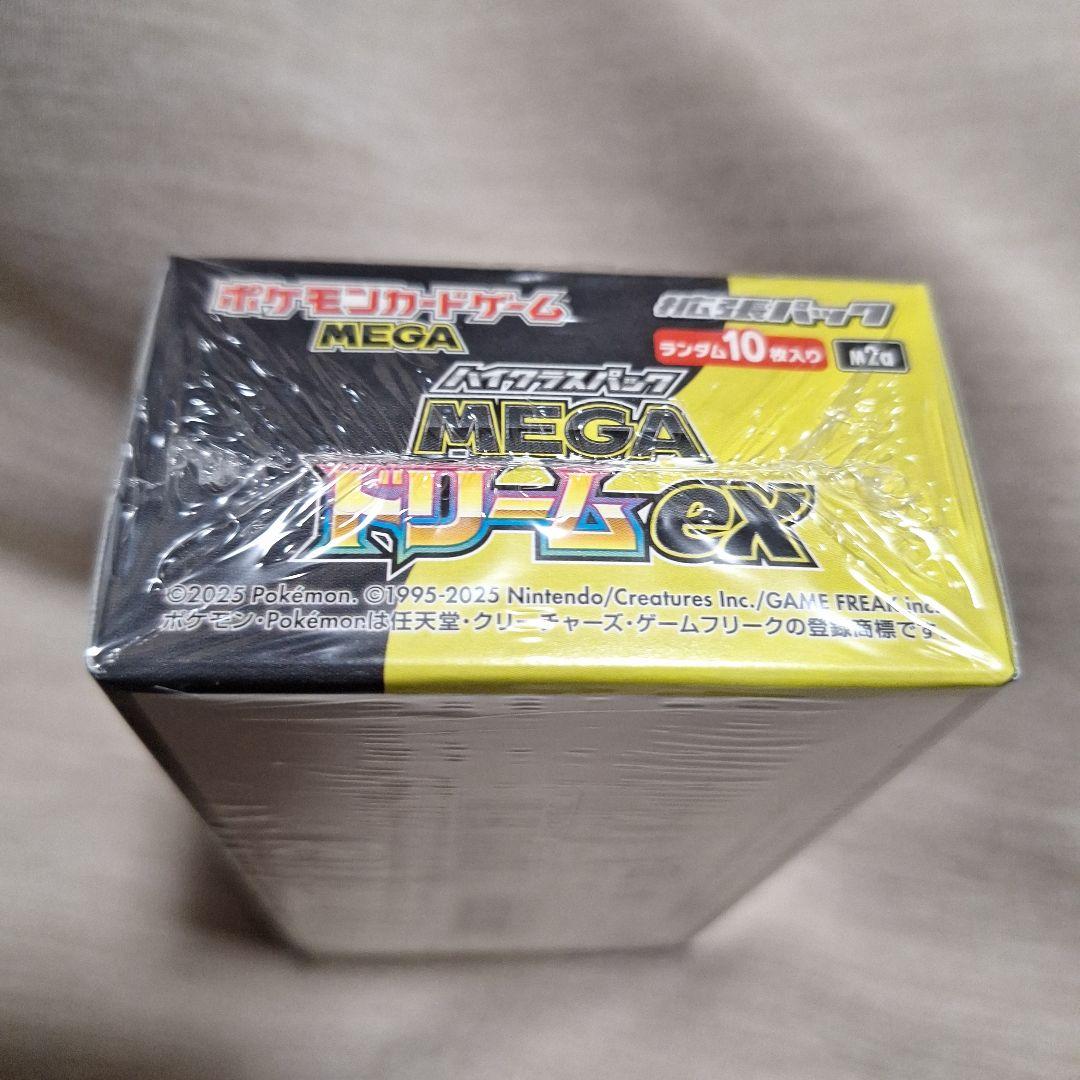 ポケモンカードゲーム
MEGA
拡張パック
ランダム10枚入り
M2a
ハイクラスパック
MEGA
ドリームex
©2025 Pokémon. ©1995-2025 Nintendo/Creatures Inc./GAME FREAK inc.
ポケモン・Pokémonは任天堂・クリーチャーズ・ゲームフリークの登録商標です。